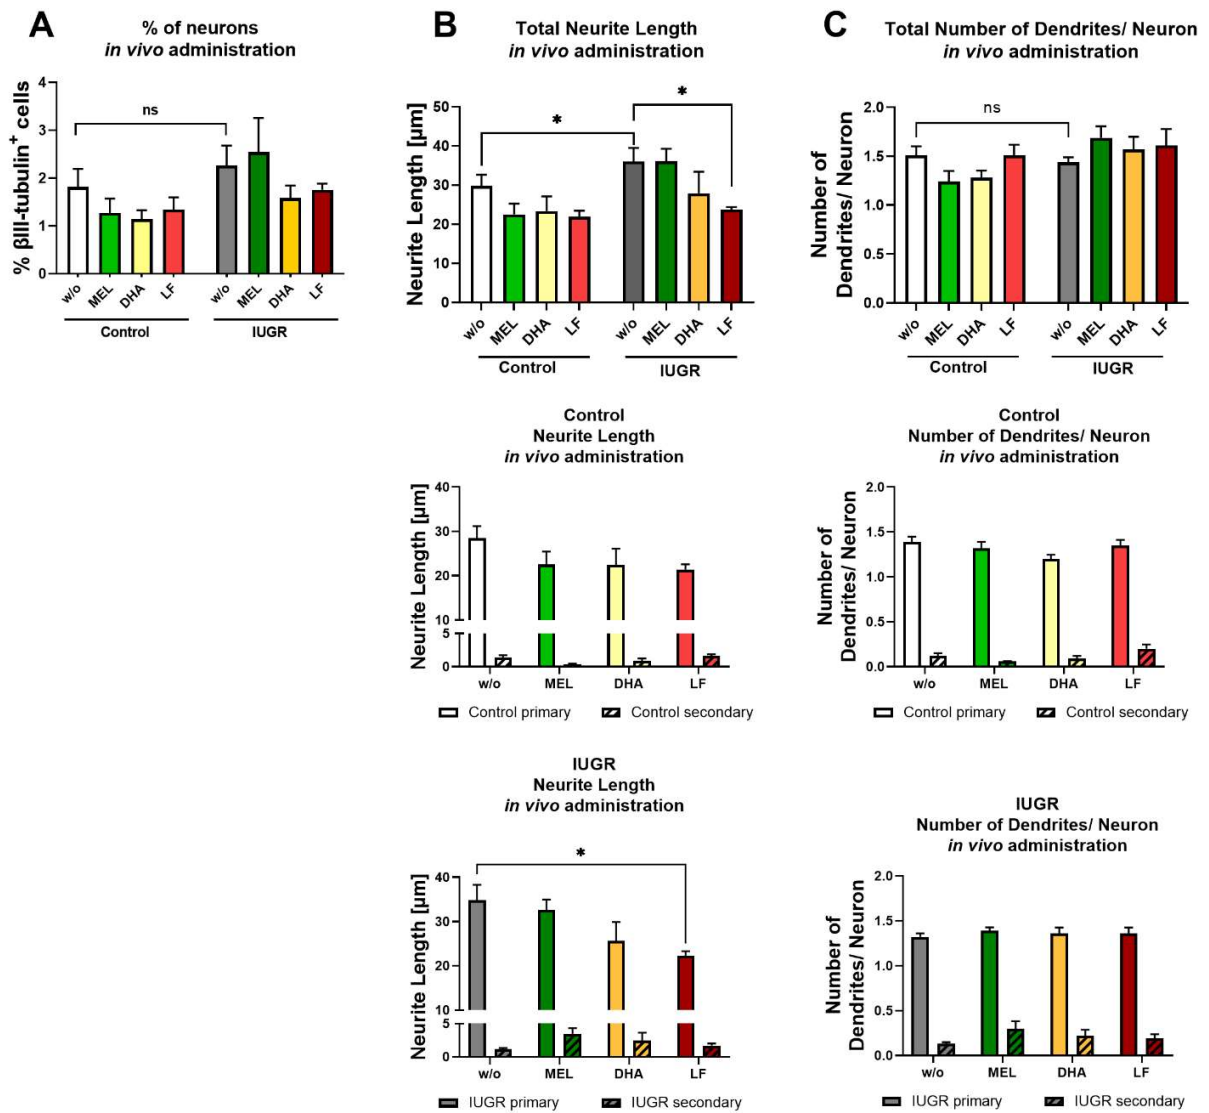 A
% of neurons
in vivo administration
% βIII-tubulin+ cells
4
3
2
1
0
ns
w/o
MEL
DHA
LF
w/o
MEL
DHA
LF
Control
IUGR
B
Total Neurite Length
in vivo administration
Neurite Length [µm]
50
40
30
20
10
0
*
*
w/o
MEL
DHA
LF
w/o
MEL
DHA
LF
Control
IUGR
C
Total Number of Dendrites/ Neuron
in vivo administration
Number of
Dendrites/ Neuron
2.0
1.5
1.0
0.5
0.0
ns
w/o
MEL
DHA
LF
w/o
MEL
DHA
LF
Control
IUGR
Control
Neurite Length
in vivo administration
Neurite Length [µm]
40
30
20
10
5
0
w/o
MEL
DHA
LF
Control primary
Control secondary
Control
Number of Dendrites/ Neuron
in vivo administration
Number of
Dendrites/ Neuron
2.0
1.5
1.0
0.5
0.0
w/o
MEL
DHA
LF
Control primary
Control secondary
IUGR
Neurite Length
in vivo administration
Neurite Length [µm]
40
30
20
10
5
0
*
w/o
MEL
DHA
LF
IUGR primary
IUGR secondary
IUGR
Number of Dendrites/ Neuron
in vivo administration
Number of
Dendrites/ Neuron
2.0
1.5
1.0
0.5
0.0
w/o
MEL
DHA
LF
IUGR primary
IUGR secondary